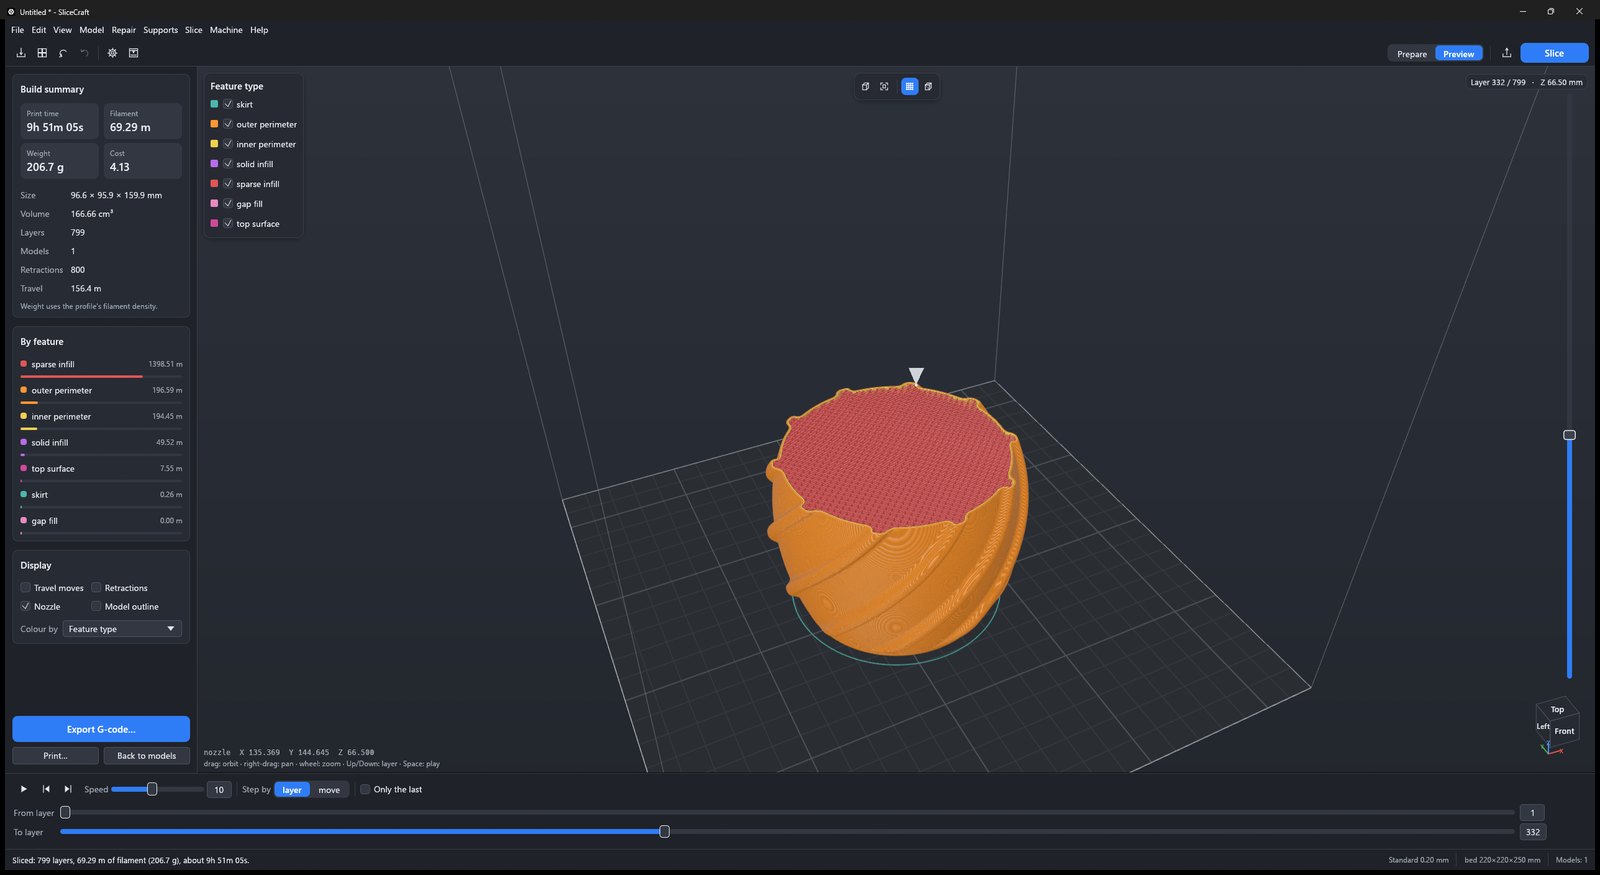 Untitled * - SliceCraft
File Edit View Model Repair Supports Slice Machine Help
Prepare Preview Slice
Build summary
Print time
9h 51m 05s
Filament
69.29 m
Weight
206.7 g
Cost
4.13
Size 96.6 × 95.9 × 159.9 mm
Volume 166.66 cm³
Layers 799
Models 1
Retractions 800
Travel 156.4 m
Weight uses the profile's filament density.
By feature
sparse infill 1398.51 m
outer perimeter 196.59 m
inner perimeter 194.45 m
solid infill 49.52 m
top surface 7.55 m
skirt 0.26 m
gap fill 0.00 m
Display
Travel moves Retractions
Nozzle Model outline
Colour by Feature type
Export G-code...
Print... Back to models
Feature type
skirt
outer perimeter
inner perimeter
solid infill
sparse infill
gap fill
top surface
Layer 332 / 799 · Z 66.50 mm
Top
Left Front
nozzle X 135.369 Y 144.645 Z 66.500
drag: orbit · right-drag: pan · wheel: zoom · Up/Down: layer · Space: play
Speed 10 Step by layer move Only the last
From layer 1
To layer 332
Sliced: 799 layers, 69.29 m of filament (206.7 g), about 9h 51m 05s.
Standard 0.20 mm bed 220×220×250 mm Models: 1